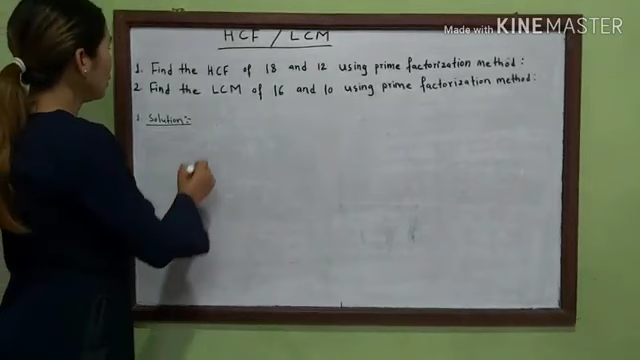 Made with KINEMASTER
HCF / LCM
1. Find the HCF of 18 and 12 using prime factorization method:
2 Find the LCM of 16 and 10 using prime factorization method:
1. Solution:-